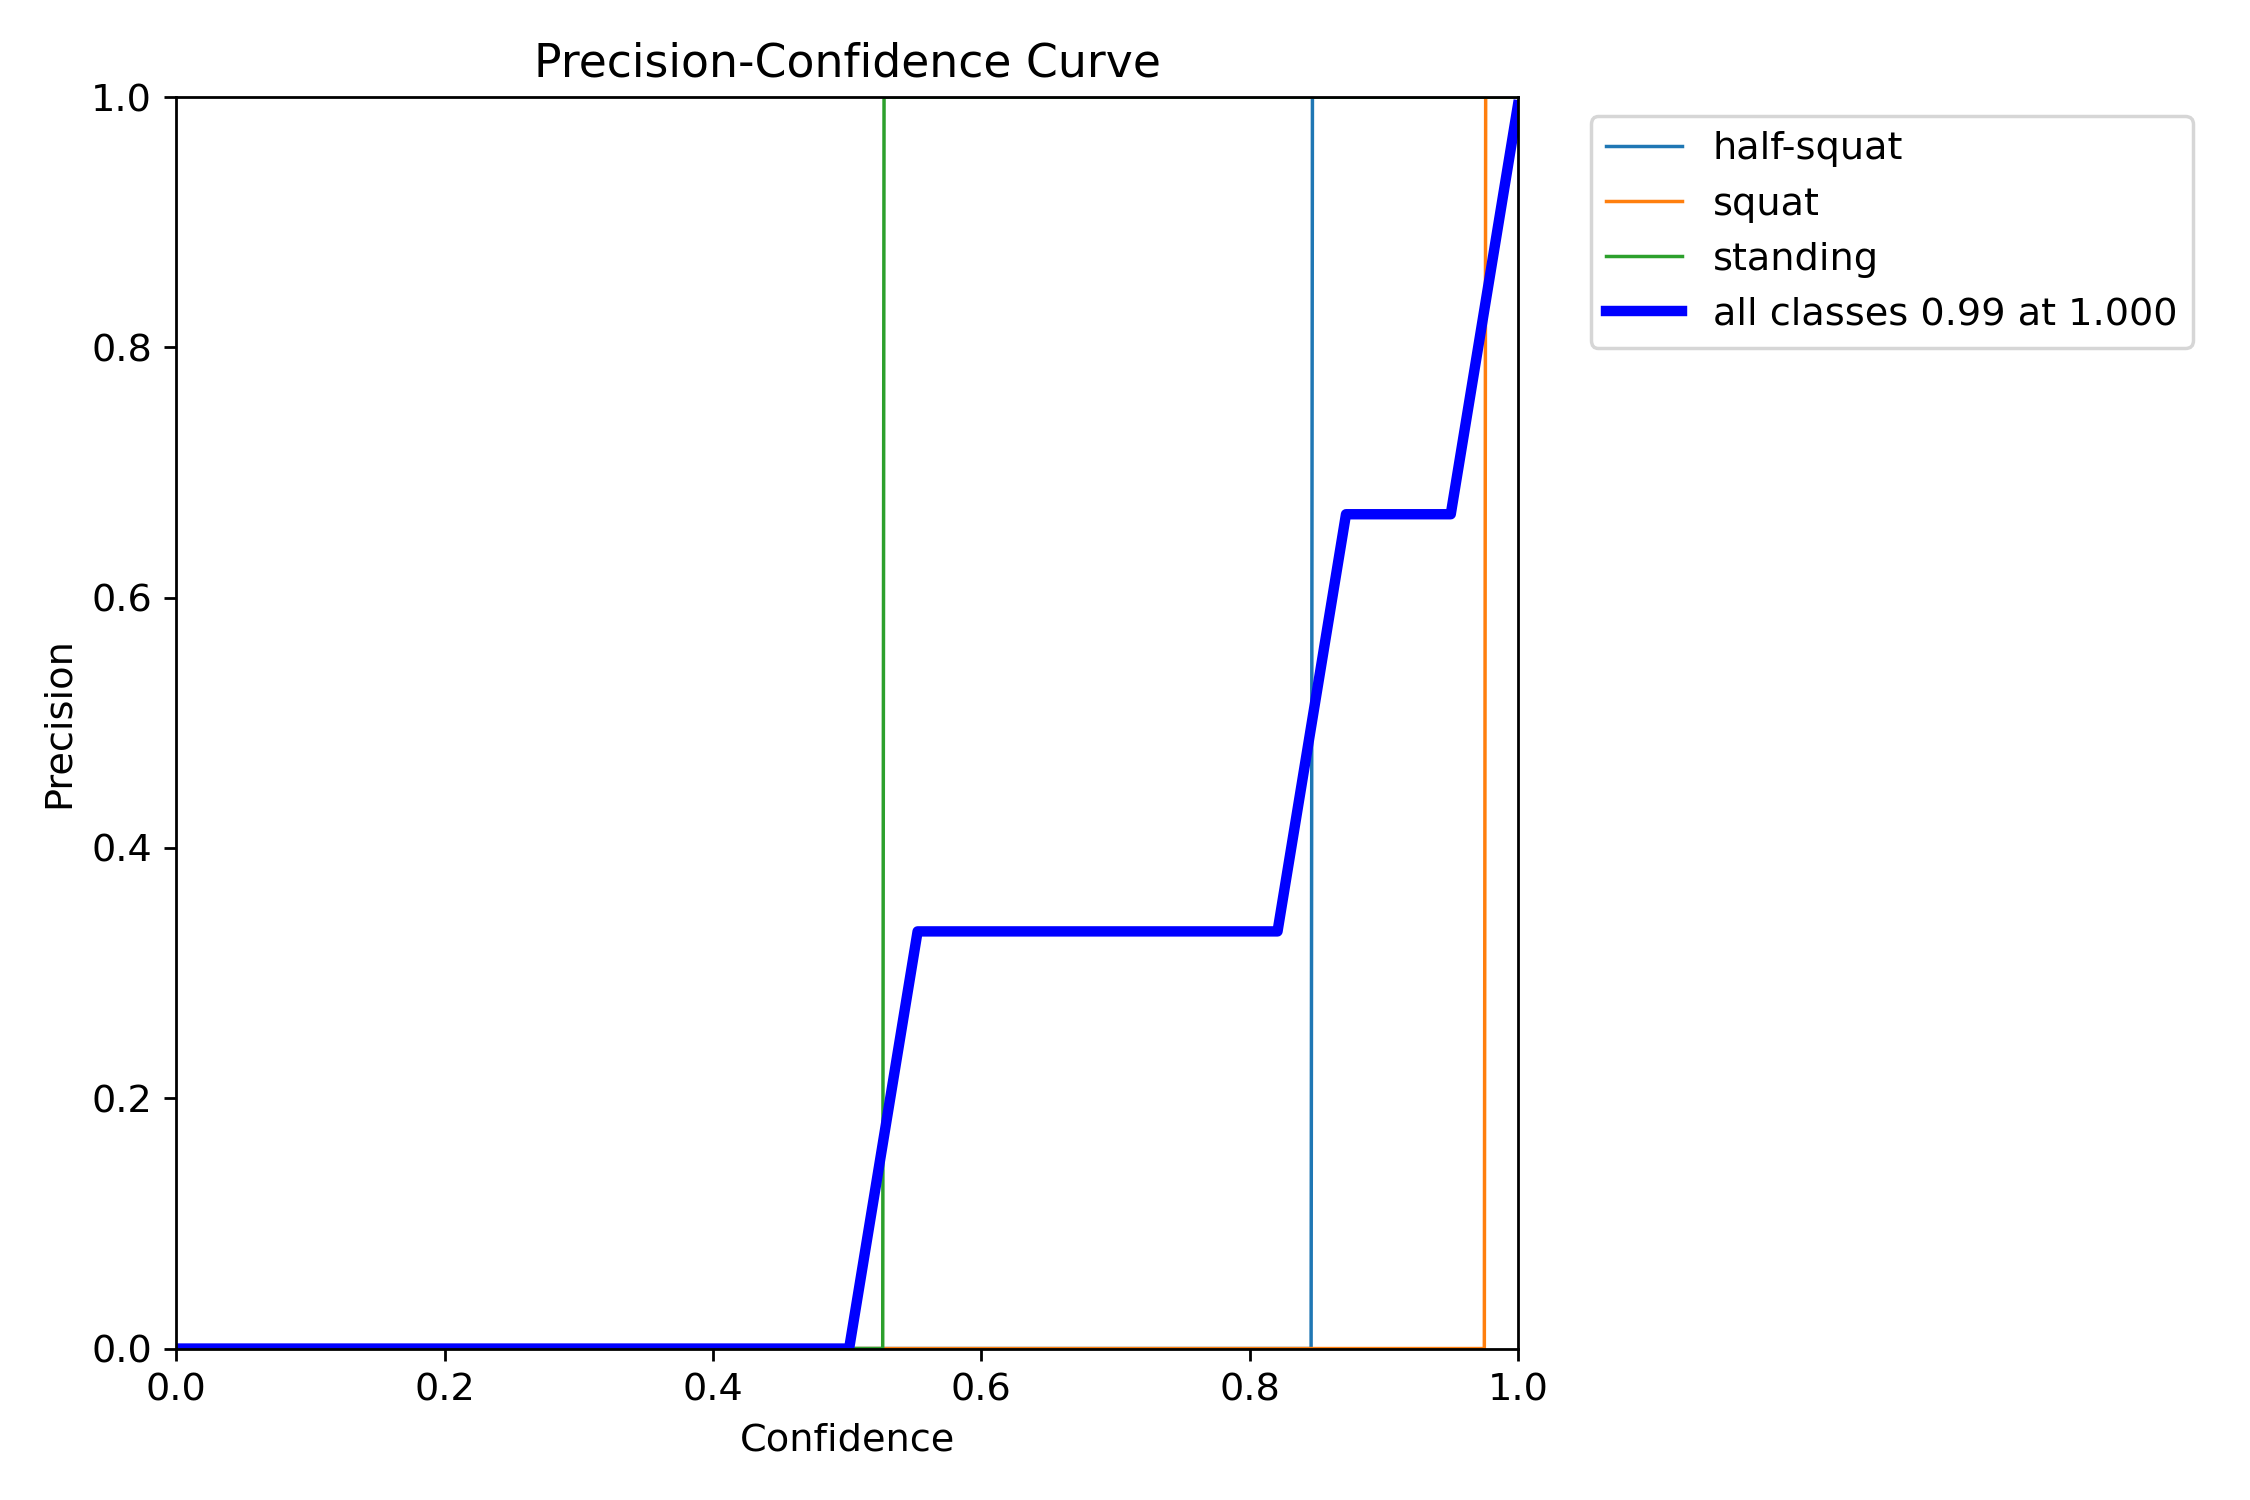 Precision-Confidence Curve
1.0
0.8
0.6
0.4
0.2
0.0
Precision
0.0 0.2 0.4 0.6 0.8 1.0
Confidence
half-squat
squat
standing
all classes 0.99 at 1.000